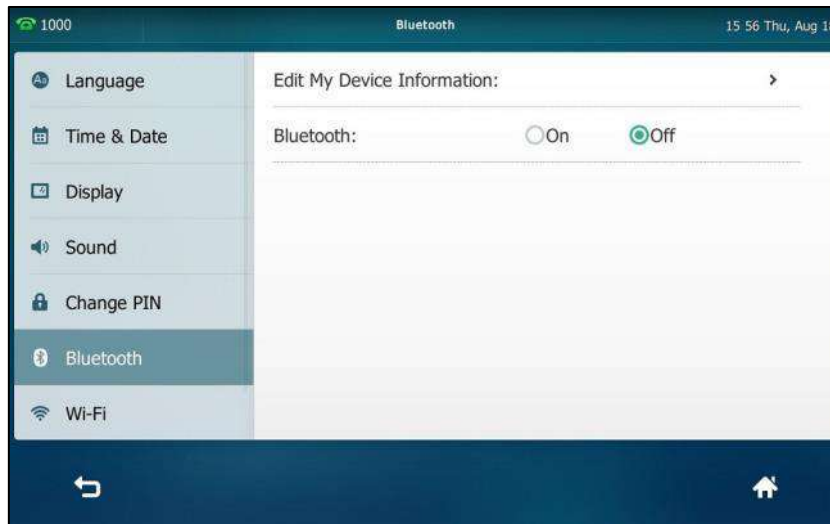 1000
Bluetooth
15 56 Thu, Aug
Language
Time & Date
Display
Sound
Change PIN
Bluetooth
Wi-Fi
Edit My Device Information:
Bluetooth: On Off